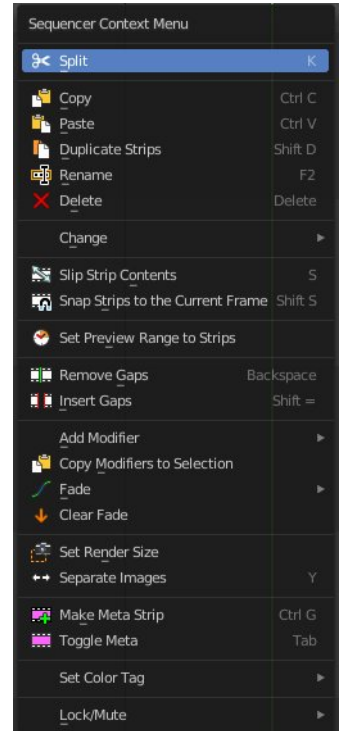 Sequencer Context Menu
Split K
Copy Ctrl C
Paste Ctrl V
Duplicate Strips Shift D
Rename F2
Delete Delete
Change
Slip Strip Contents S
Snap Strips to the Current Frame Shift S
Set Preview Range to Strips
Remove Gaps Backspace
Insert Gaps Shift =
Add Modifier
Copy Modifiers to Selection
Fade
Clear Fade
Set Render Size
Separate Images Y
Make Meta Strip Ctrl G
Toggle Meta Tab
Set Color Tag
Lock/Mute